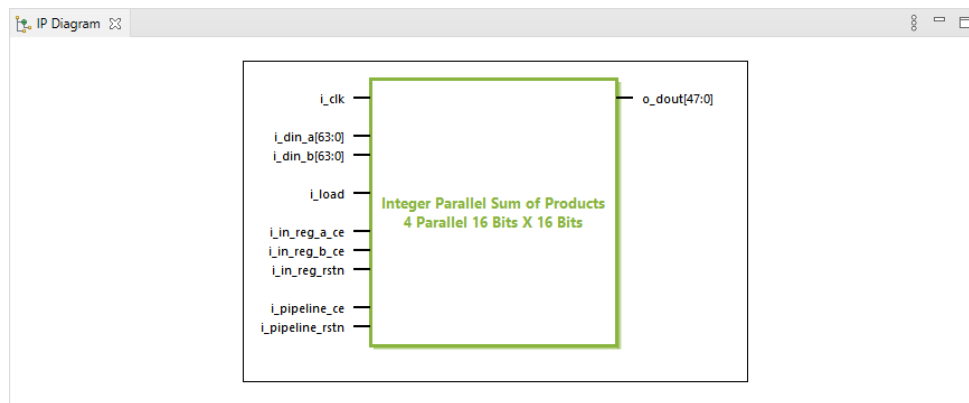 IP Diagram
i_clk
o_dout[47:0]
i_din_a[63:0]
i_din_b[63:0]
i_load
Integer Parallel Sum of Products
4 Parallel 16 Bits X 16 Bits
i_in_reg_a_ce
i_in_reg_b_ce
i_in_reg_rstn
i_pipeline_ce
i_pipeline_rstn